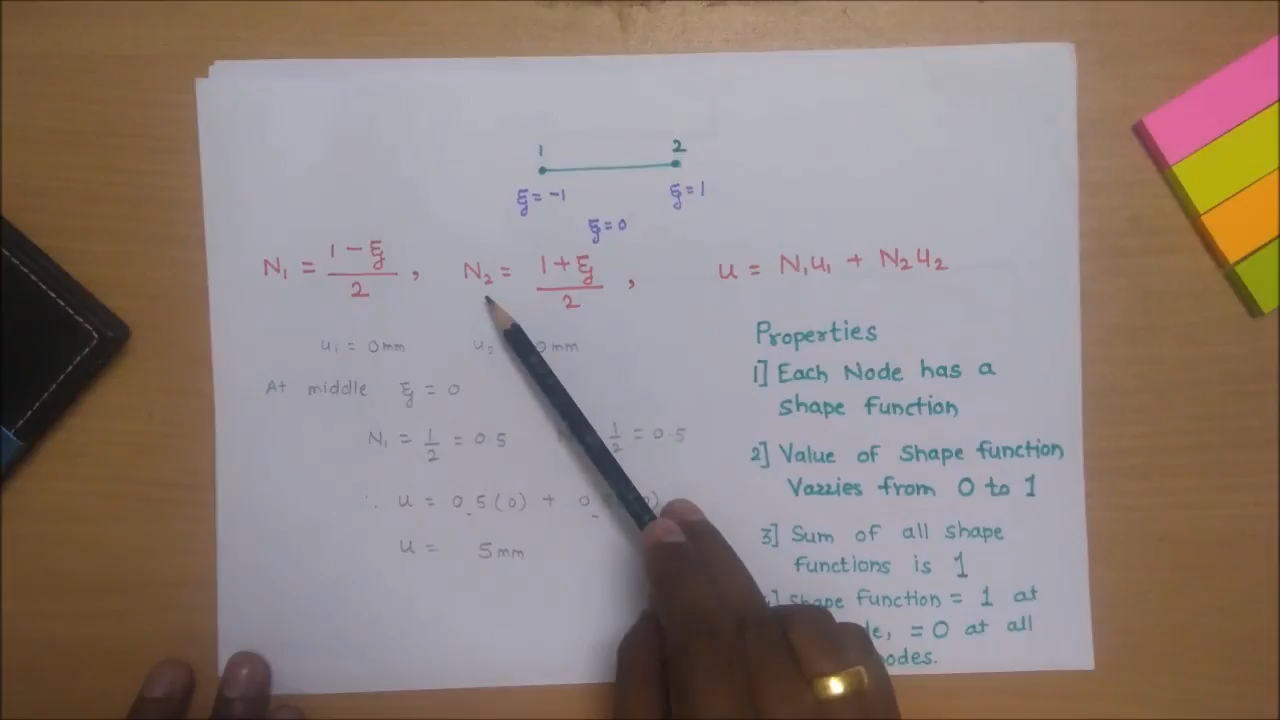 1 2
ξ = -1 ξ = 1
ξ = 0
N₁ = (1 - ξ)/2 , N₂ = (1 + ξ)/2 , u = N₁u₁ + N₂u₂
u₁ = 0mm u₂ 0mm
At middle ξ = 0
N₁ = 1/2 = 0.5 1/2 = 0.5
∴ u = 0.5(0) + 0.
u = 5mm
Properties
1] Each Node has a
Shape function
2] Value of Shape function
Varries from 0 to 1
3] Sum of all shape
functions is 1
Shape function = 1 at
= 0 at all